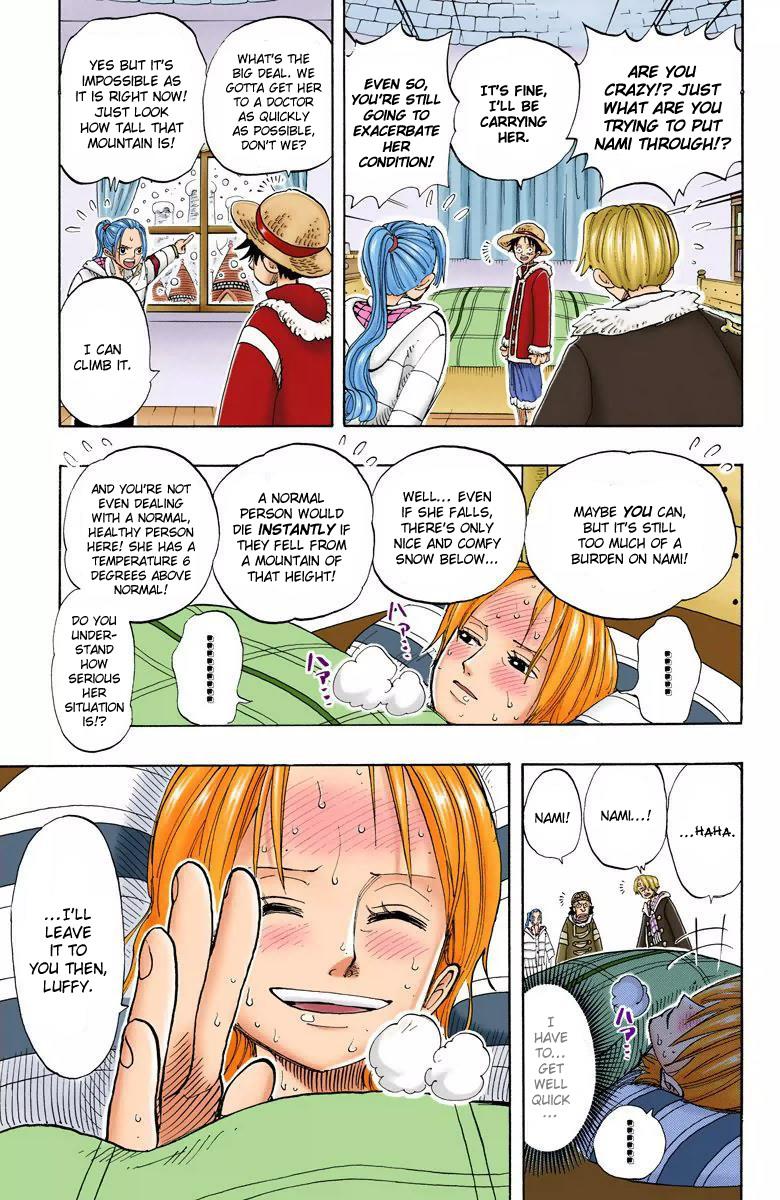 ARE YOU
CRAZY!? JUST
WHAT ARE YOU
TRYING TO PUT
NAMI THROUGH!?
IT'S FINE,
I'LL BE
CARRYING
HER.
EVEN SO,
YOU'RE STILL
GOING TO
EXACERBATE
HER
CONDITION!
WHAT'S THE
BIG DEAL. WE
GOTTA GET HER
TO A DOCTOR
AS QUICKLY
AS POSSIBLE,
DON'T WE?
YES BUT IT'S
IMPOSSIBLE AS
IT IS RIGHT NOW!
JUST LOOK
HOW TALL THAT
MOUNTAIN IS!
I CAN
CLIMB IT.
MAYBE YOU CAN,
BUT IT'S STILL
TOO MUCH OF A
BURDEN ON NAMI!
WELL... EVEN
IF SHE FALLS,
THERE'S ONLY
NICE AND COMFY
SNOW BELOW...
A NORMAL
PERSON WOULD
DIE INSTANTLY IF
THEY FELL FROM
A MOUNTAIN OF
THAT HEIGHT!
AND YOU'RE NOT
EVEN DEALING
WITH A NORMAL,
HEALTHY PERSON
HERE! SHE HAS A
TEMPERATURE 6
DEGREES ABOVE
NORMAL!
DO YOU
UNDER-
STAND
HOW
SERIOUS
HER
SITUATION
IS!?
ハァ...
ハァ...
...HAHA.
NAMI...!
NAMI!
ハァ...
I
HAVE
TO...
GET
WELL
QUICK
...
...I'LL
LEAVE
IT TO
YOU THEN,
LUFFY.